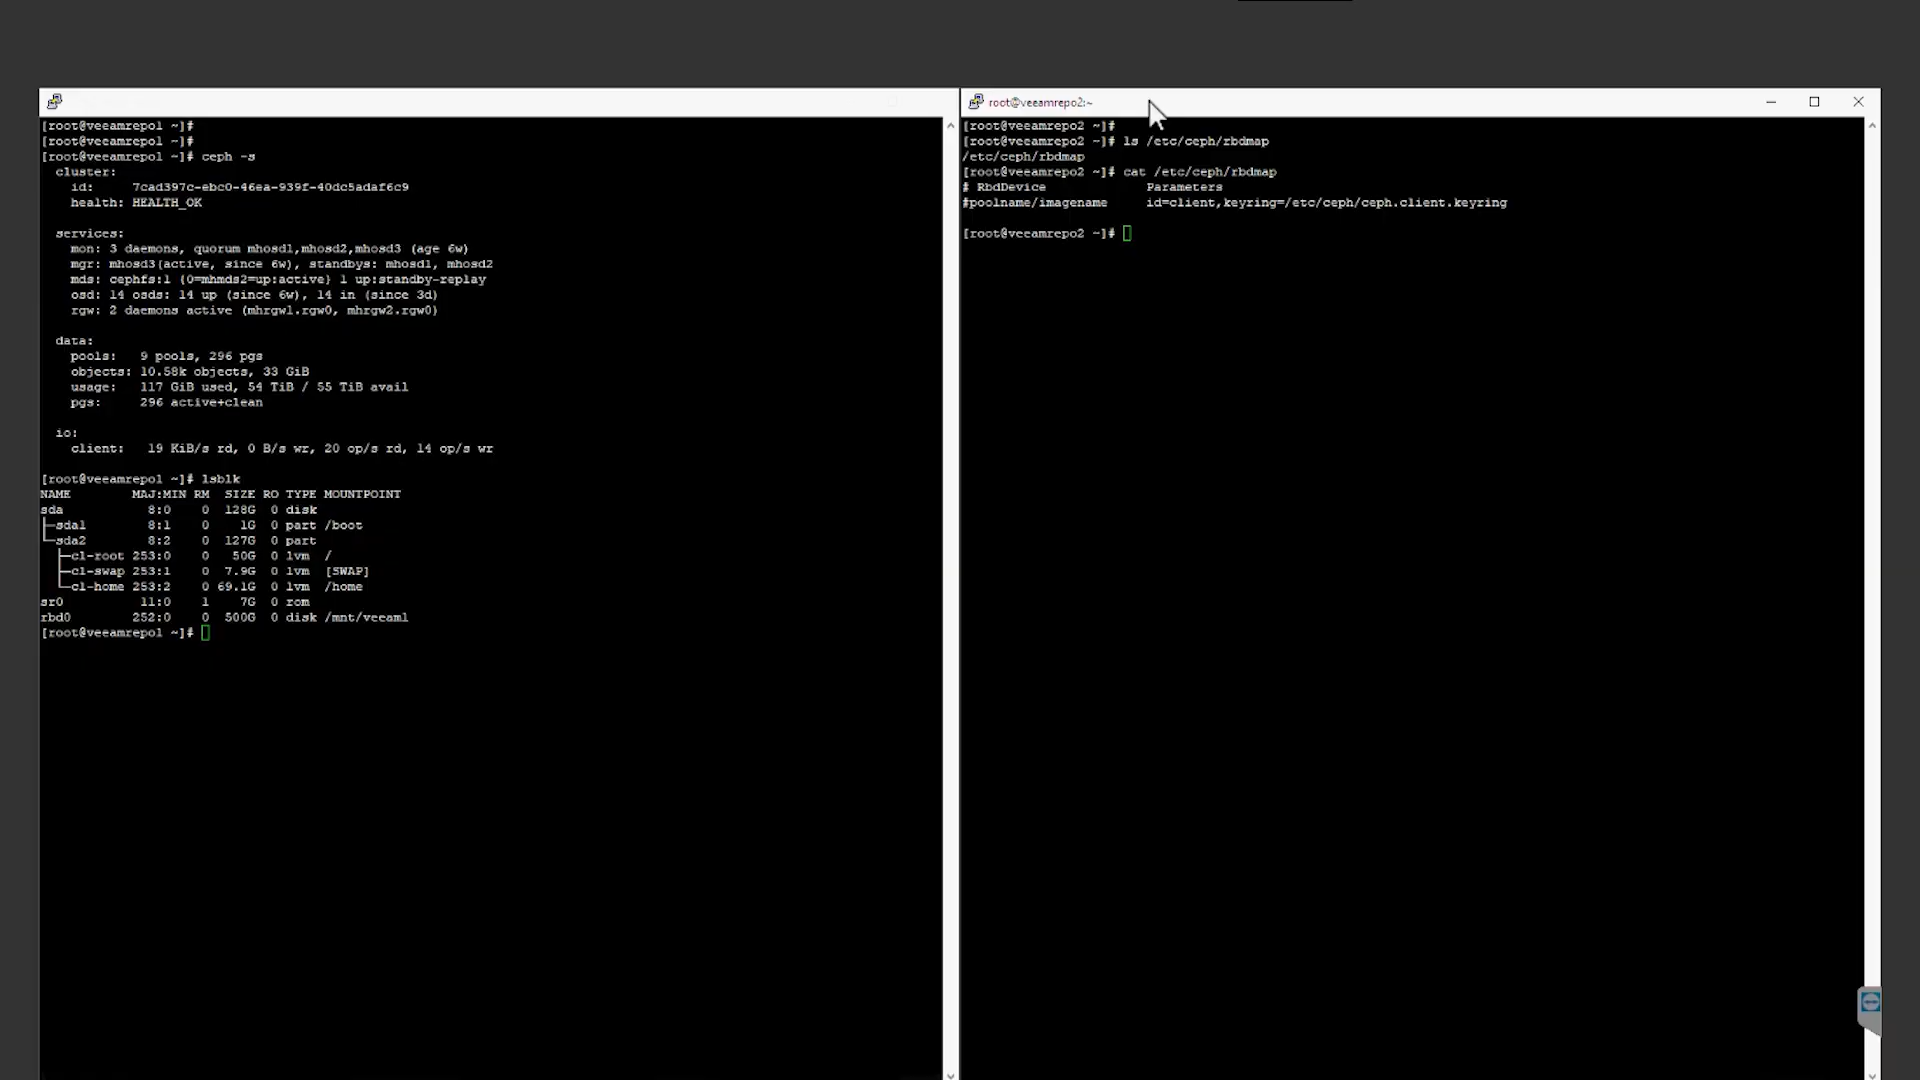 [root@veeamrepo1 ~]#
[root@veeamrepo1 ~]#
[root@veeamrepo1 ~]# ceph -s
  cluster:
    id:     7cad397c-ebc0-46ea-939f-40dc5adaf6c9
    health: HEALTH_OK

  services:
    mon: 3 daemons, quorum mhosd1,mhosd2,mhosd3 (age 6w)
    mgr: mhosd3(active, since 6w), standbys: mhosd1, mhosd2
    mds: cephfs:1 {0=mhmds2=up:active} 1 up:standby-replay
    osd: 14 osds: 14 up (since 6w), 14 in (since 3d)
    rgw: 2 daemons active (mhrgw1.rgw0, mhrgw2.rgw0)

  data:
    pools:   9 pools, 296 pgs
    objects: 10.58k objects, 33 GiB
    usage:   117 GiB used, 54 TiB / 55 TiB avail
    pgs:     296 active+clean

  io:
    client:   19 KiB/s rd, 0 B/s wr, 20 op/s rd, 14 op/s wr

[root@veeamrepo1 ~]# lsblk
NAME        MAJ:MIN RM  SIZE RO TYPE MOUNTPOINT
sda           8:0    0  128G  0 disk
├─sda1        8:1    0    1G  0 part /boot
└─sda2        8:2    0  127G  0 part
  ├─cl-root 253:0    0   50G  0 lvm  /
  ├─cl-swap 253:1    0  7.9G  0 lvm  [SWAP]
  └─cl-home 253:2    0 69.1G  0 lvm  /home
sr0          11:0    1    7G  0 rom
rbd0        252:0    0  500G  0 disk /mnt/veeam1
[root@veeamrepo1 ~]#
root@veeamrepo2:~
[root@veeamrepo2 ~]#
[root@veeamrepo2 ~]# ls /etc/ceph/rbdmap
/etc/ceph/rbdmap
[root@veeamrepo2 ~]# cat /etc/ceph/rbdmap
# RbdDevice             Parameters
#poolname/imagename     id=client,keyring=/etc/ceph/ceph.client.keyring

[root@veeamrepo2 ~]#